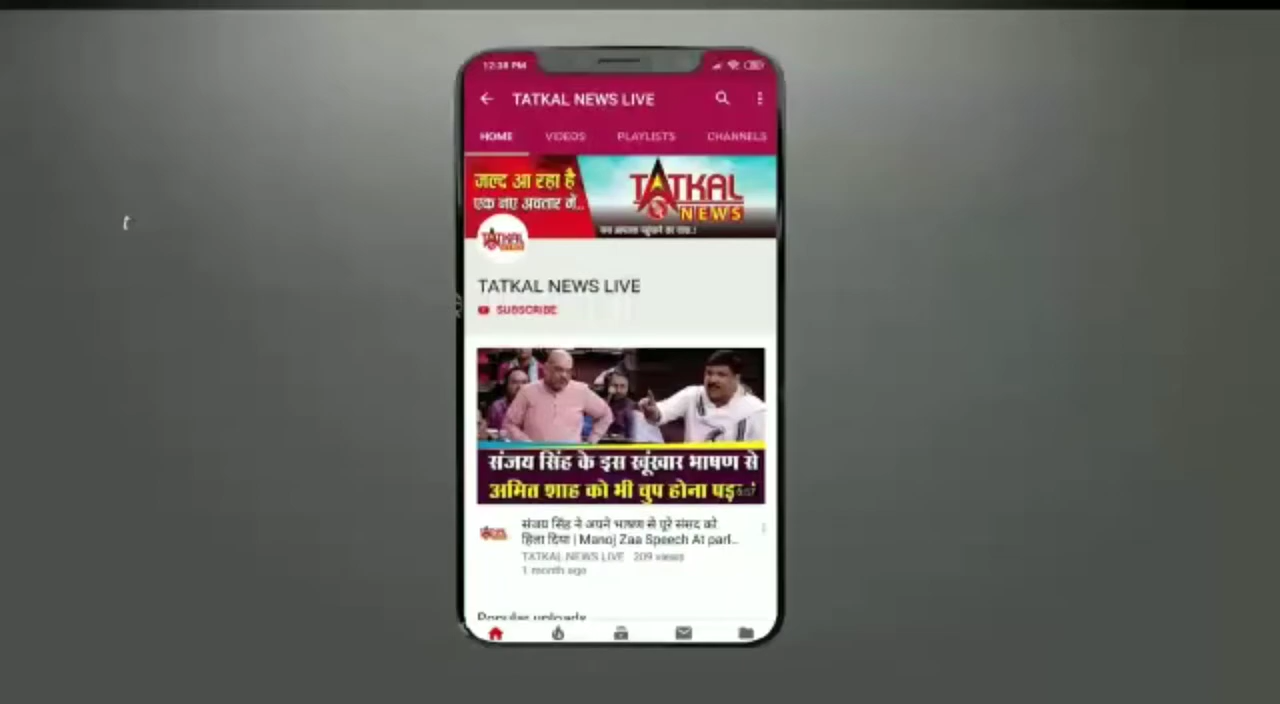 t
12:38 PM
TATKAL NEWS LIVE
HOME VIDEOS PLAYLISTS CHANNELS
जल्द आ रहा है
एक नए अवतार में..
TATKAL
NEWS
TATKAL
TATKAL NEWS LIVE
SUBSCRIBE
संजय सिंह के इस खूंखार भाषण से
अमित शाह को भी चुप होना पड़
संजय सिंह ने अपने भाषण से पूरे संसद को
हिला दिया | Manoj Zaa Speech At parl..
TATKAL NEWS LIVE 209 views
1 month ago
Popular uploads